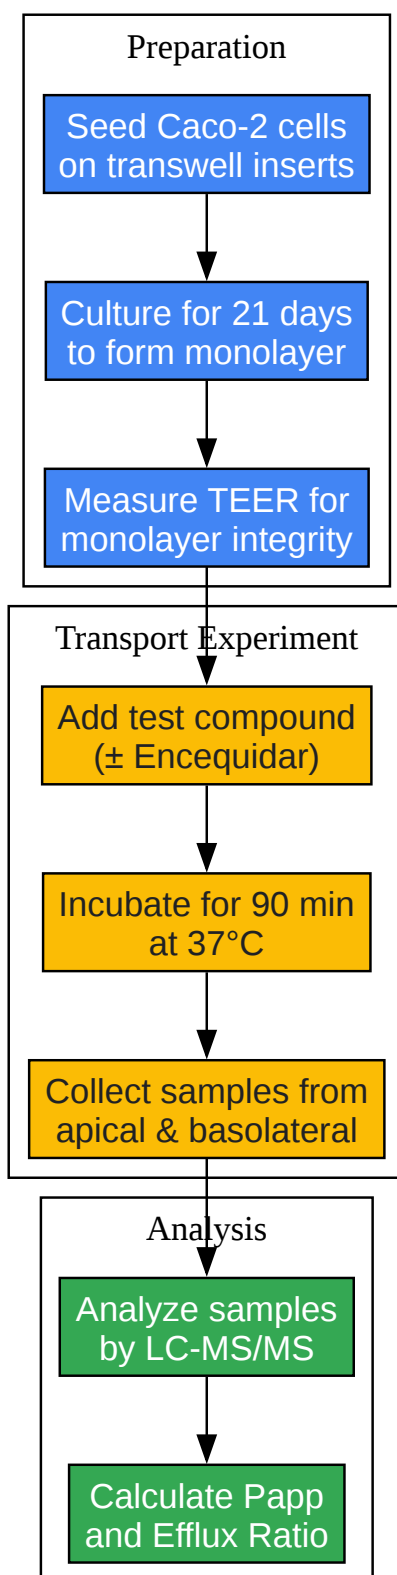 Preparation
Seed Caco-2 cells
on transwell inserts
Culture for 21 days
to form monolayer
Measure TEER for
monolayer integrity
Transport Experiment
Add test compound
(± Encequidar)
Incubate for 90 min
at 37°C
Collect samples from
apical & basolateral
Analysis
Analyze samples
by LC-MS/MS
Calculate Papp
and Efflux Ratio